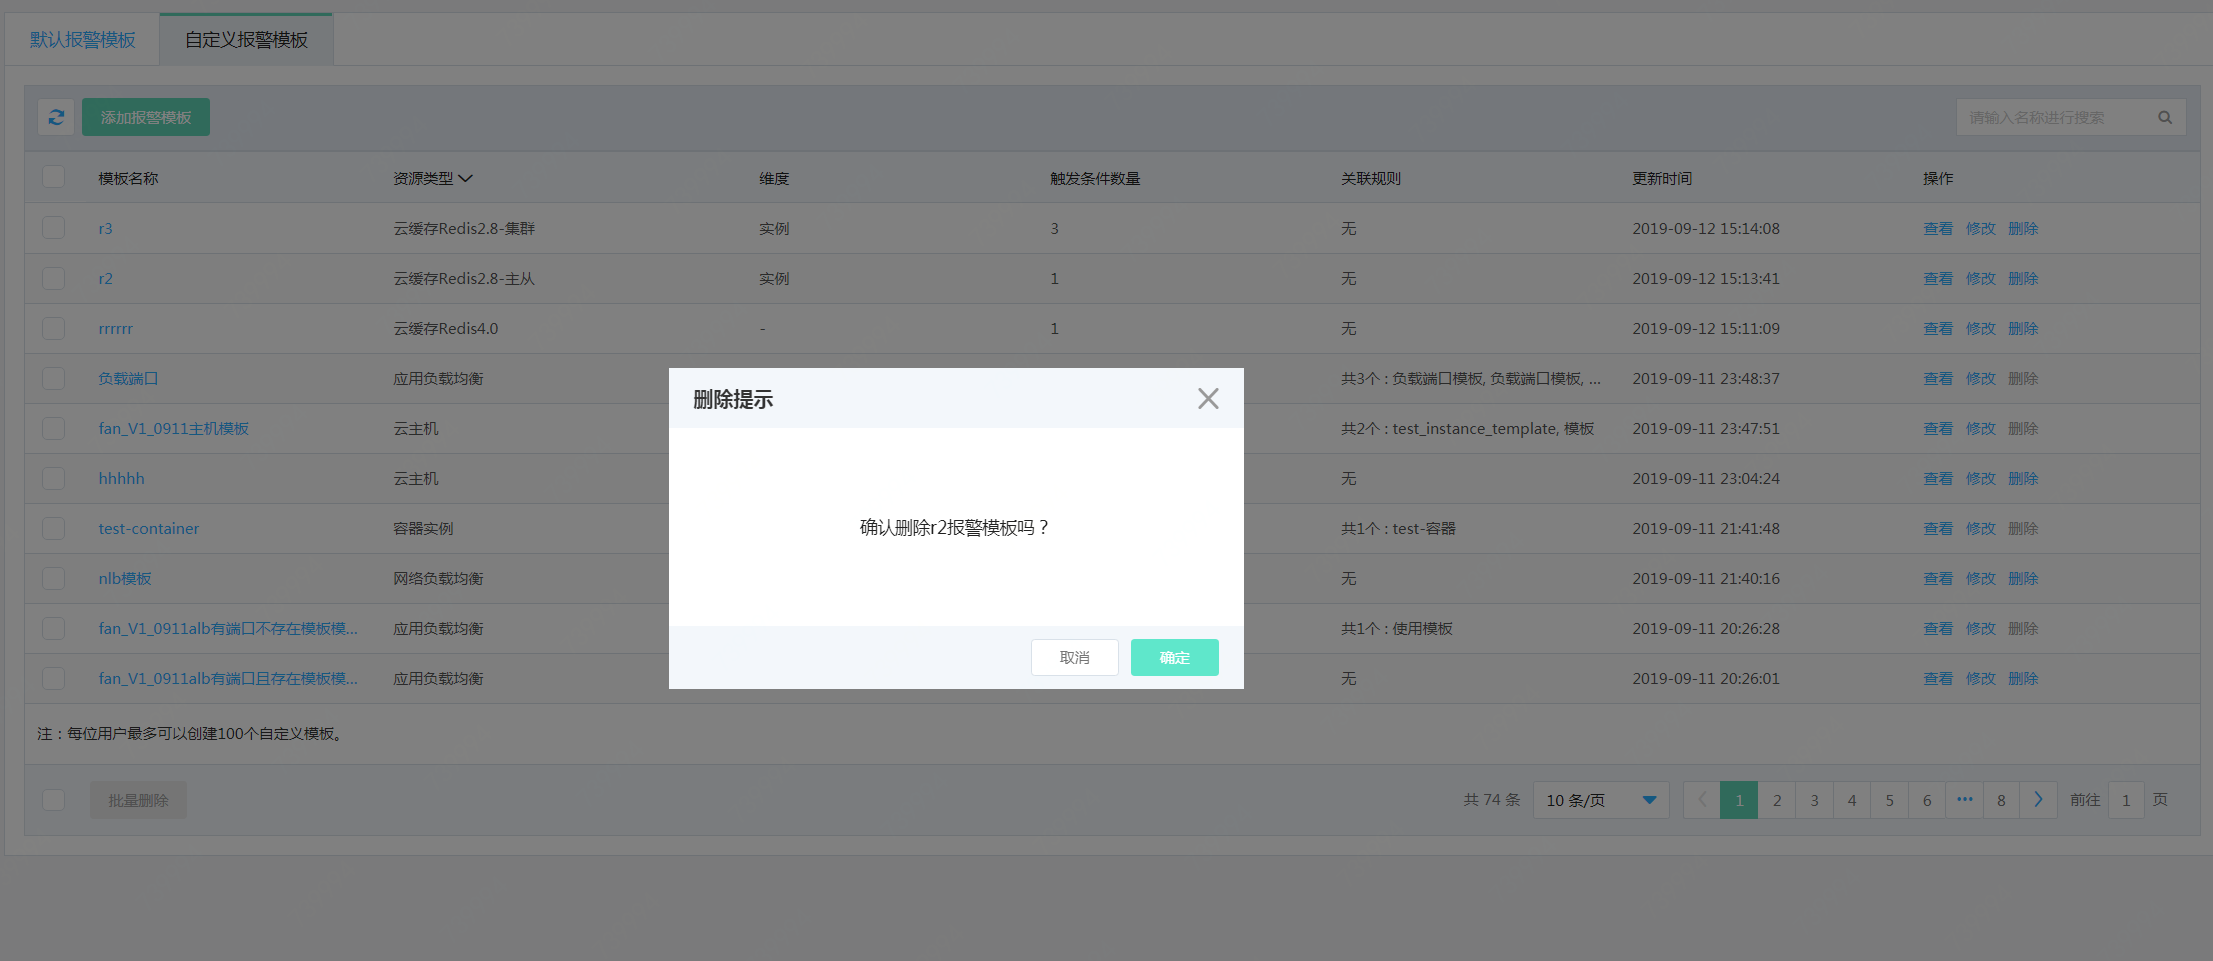 默认报警模板 自定义报警模板
添加报警模板 请输入名称进行搜索
模板名称 资源类型 维度 触发条件数量 关联规则 更新时间 操作
r3 云缓存Redis2.8-集群 实例 3 无 2019-09-12 15:14:08 查看 修改 删除
r2 云缓存Redis2.8-主从 实例 1 无 2019-09-12 15:13:41 查看 修改 删除
rrrrrr 云缓存Redis4.0 - 1 无 2019-09-12 15:11:09 查看 修改 删除
负载端口 应用负载均衡 共3个 : 负载端口模板, 负载端口模板, ... 2019-09-11 23:48:37 查看 修改 删除
fan_V1_0911主机模板 云主机 共2个 : test_instance_template, 模板 2019-09-11 23:47:51 查看 修改 删除
hhhhh 云主机 无 2019-09-11 23:04:24 查看 修改 删除
test-container 容器实例 共1个 : test-容器 2019-09-11 21:41:48 查看 修改 删除
nlb模板 网络负载均衡 无 2019-09-11 21:40:16 查看 修改 删除
fan_V1_0911alb有端口不存在模板模... 应用负载均衡 共1个 : 使用模板 2019-09-11 20:26:28 查看 修改 删除
fan_V1_0911alb有端口且存在模板模... 应用负载均衡 无 2019-09-11 20:26:01 查看 修改 删除
删除提示
确认删除r2报警模板吗？
取消 确定
注：每位用户最多可以创建100个自定义模板。
批量删除 共 74 条 10 条/页 1 2 3 4 5 6 ••• 8 前往 1 页